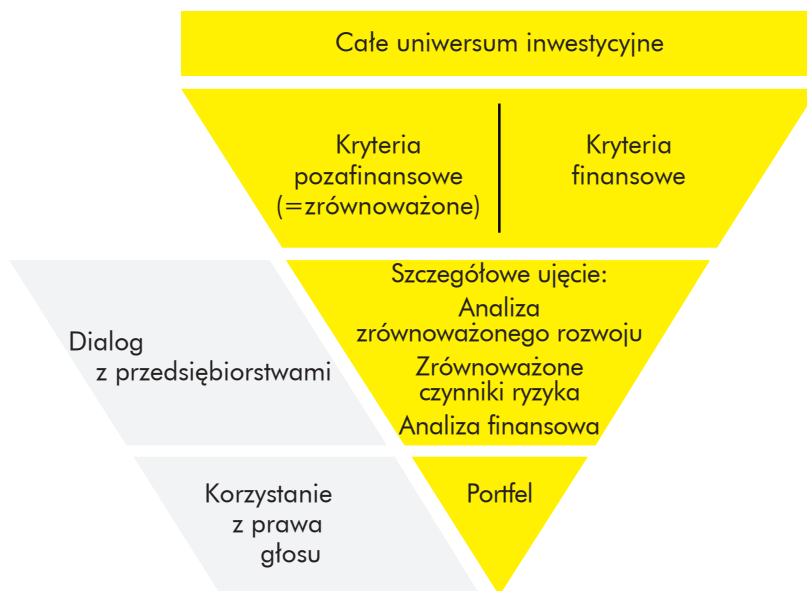 Całe uniwersum inwestycyjne
Kryteria
pozafinansowe
(=zrównoważone)
Kryteria
finansowe
Szczegółowe ujęcie:
Analiza
zrównoważonego rozwoju
Zrównoważone
czynniki ryzyka
Analiza finansowa
Dialog
z przedsiębiorstwami
Korzystanie
z prawa
głosu
Portfel